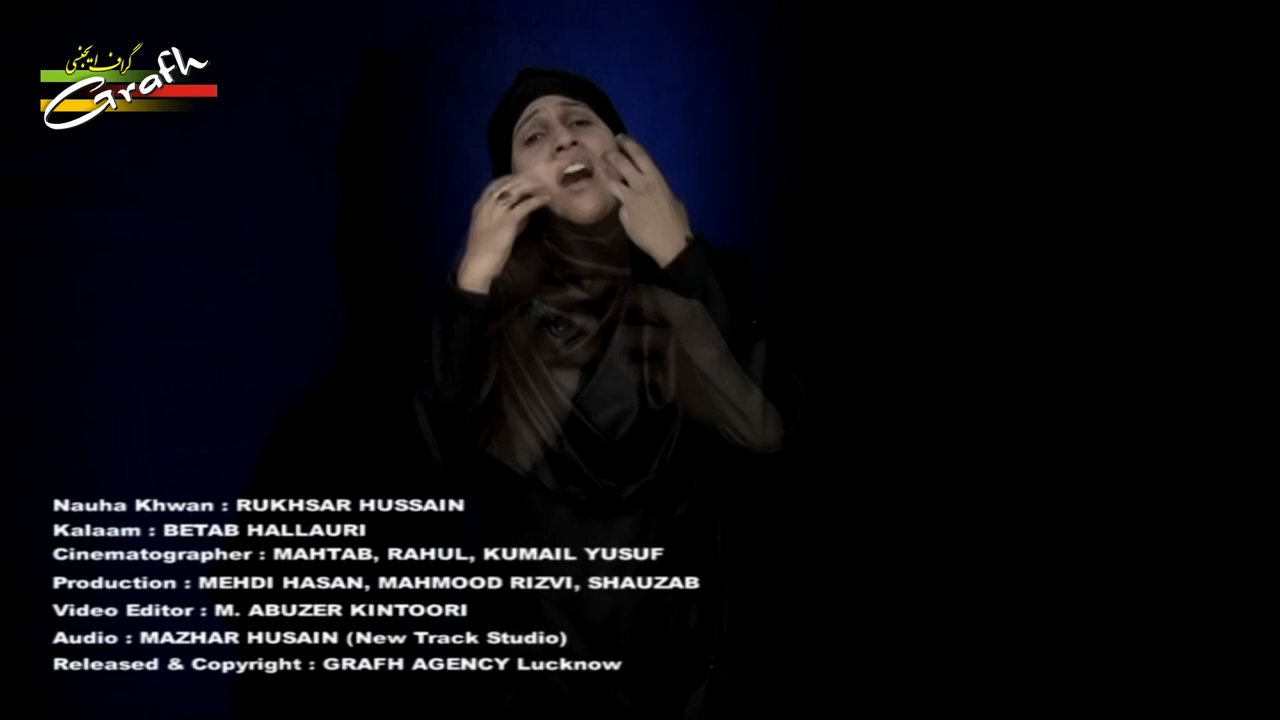 گراف ایجنسی
Grafh
Nauha Khwan : RUKHSAR HUSSAIN
Kalaam : BETAB HALLAURI
Cinematographer : MAHTAB, RAHUL, KUMAIL YUSUF
Production : MEHDI HASAN, MAHMOOD RIZVI, SHAUZAB
Video Editor : M. ABUZER KINTOORI
Audio : MAZHAR HUSAIN (New Track Studio)
Released & Copyright : GRAFH AGENCY Lucknow